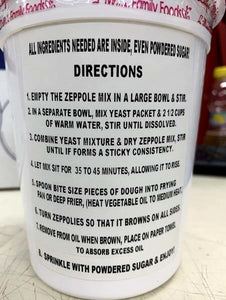 Family Foods
ALL INGREDIENTS NEEDED ARE INSIDE, EVEN POWDERED SUGAR!
DIRECTIONS
1. EMPTY THE ZEPPOLE MIX IN A LARGE BOWL & STIR.
2. IN A SEPARATE BOWL, MIX YEAST PACKET & 2 1/2 CUPS
OF WARM WATER, STIR UNTIL DISSOLVED.
3. COMBINE YEAST MIXTURE & DRY ZEPPOLE MIX, STIR
UNTIL IF FORMS A STICKY CONSISTENCY.
4. LET MIX SIT FOR 35 TO 45 MINUTES, ALLOWING IT TO RISE.
5. SPOON BITE SIZE PIECES OF DOUGH INTO FRYING
PAN OR DEEP FRIER, (HEAT VEGETABLE OIL TO MEDIUM HEAT)
6. TURN ZEPPOLIES SO THAT IT BROWNS ON ALL SIDES.
7. REMOVE FROM OIL WHEN BROWN, PLACE ON PAPER TOWEL
TO ABSORB EXCESS OIL
8. SPRINKLE WITH POWDERED SUGAR & ENJOY!